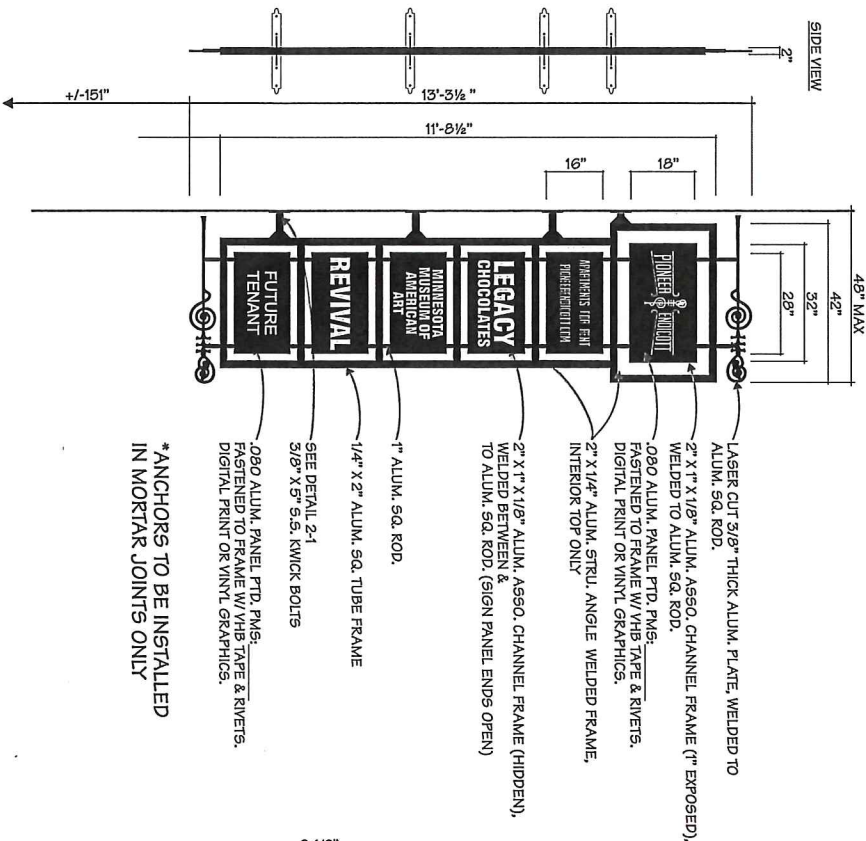 SIDE VIEW
2"
13'-3½"
+/-151"
11'-8½"
16"
18"
48" MAX
42"
32"
28"
PIONEER ENDICOTT
APARTMENTS FOR RENT
PIONEERENDICOTT.COM
LEGACY
CHOCOLATES
MINNESOTA
MUSEUM OF
AMERICAN
ART
REVIVAL
FUTURE
TENANT
LASER CUT 3/8" THICK ALUM. PLATE, WELDED TO
ALUM. SQ. ROD.
2" X 1" X 1/8" ALUM. ASSO. CHANNEL FRAME (1" EXPOSED),
WELDED TO ALUM. SQ. ROD.
.080 ALUM. PANEL PTD. PMS:
FASTENED TO FRAME W/ VHB TAPE & RIVETS.
DIGITAL PRINT OR VINYL GRAPHICS.
2" X 1/4" ALUM. STRU. ANGLE WELDED FRAME,
INTERIOR TOP ONLY
2" X 1" X 1/8" ALUM. ASSO. CHANNEL FRAME (HIDDEN),
WELDED BETWEEN &
TO ALUM. SQ. ROD. (SIGN PANEL ENDS OPEN)
1" ALUM. SQ. ROD.
1/4" X 2" ALUM. SQ. TUBE FRAME
SEE DETAIL 2-1
3/8" X 5" S.S. KWICK BOLTS
.080 ALUM. PANEL PTD. PMS:
FASTENED TO FRAME W/ VHB TAPE & RIVETS.
DIGITAL PRINT OR VINYL GRAPHICS.
*ANCHORS TO BE INSTALLED
IN MORTAR JOINTS ONLY